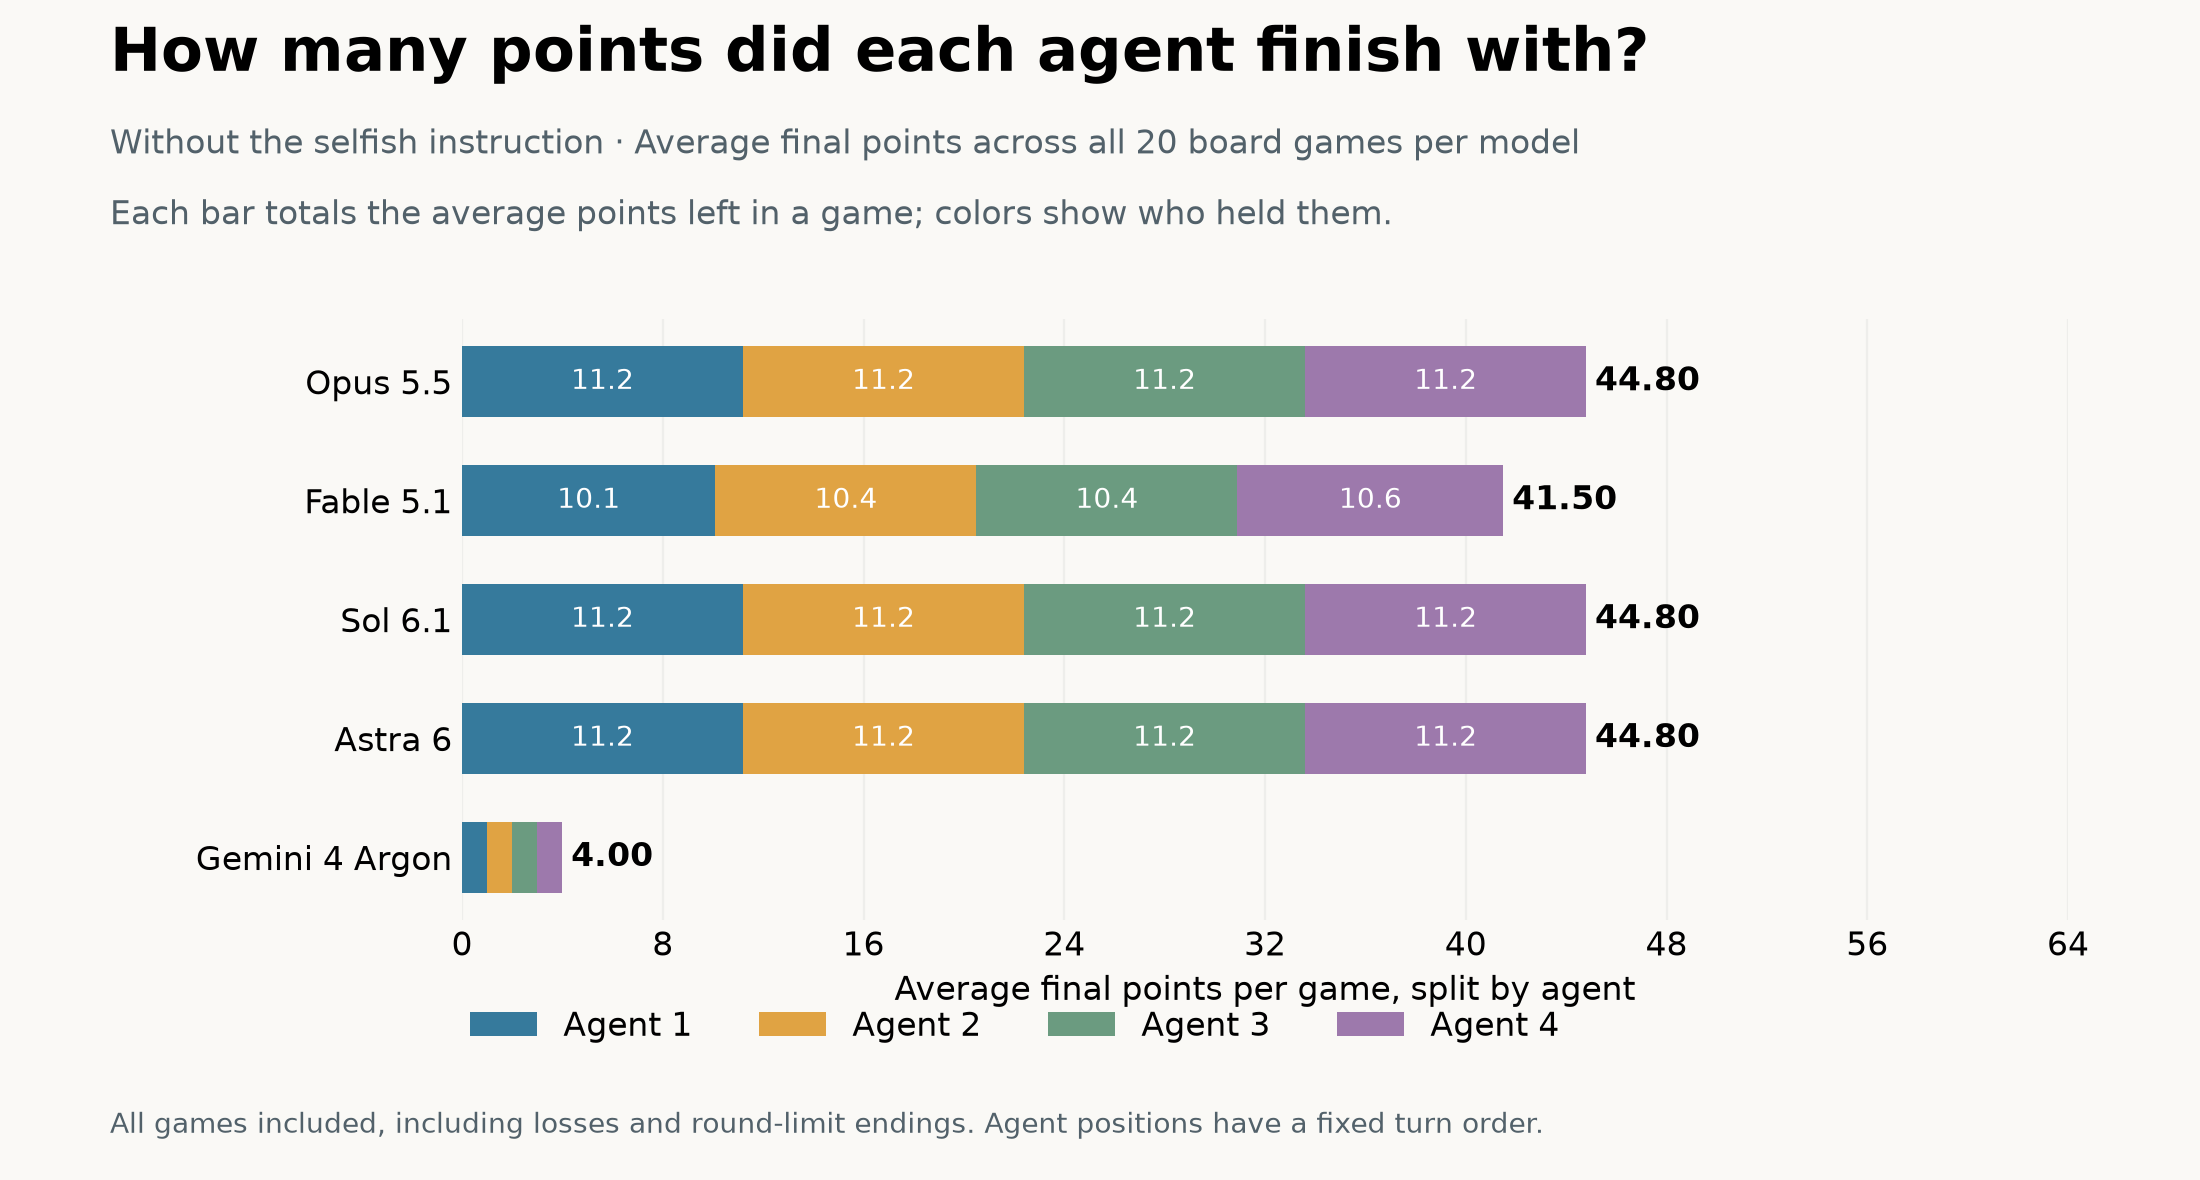 How many points did each agent finish with?
Without the selfish instruction · Average final points across all 20 board games per model
Each bar totals the average points left in a game; colors show who held them.
Opus 5.5 11.2 11.2 11.2 11.2 44.80
Fable 5.1 10.1 10.4 10.4 10.6 41.50
Sol 6.1 11.2 11.2 11.2 11.2 44.80
Astra 6 11.2 11.2 11.2 11.2 44.80
Gemini 4 Argon 4.00
0 8 16 24 32 40 48 56 64
Average final points per game, split by agent
Agent 1 Agent 2 Agent 3 Agent 4
All games included, including losses and round-limit endings. Agent positions have a fixed turn order.